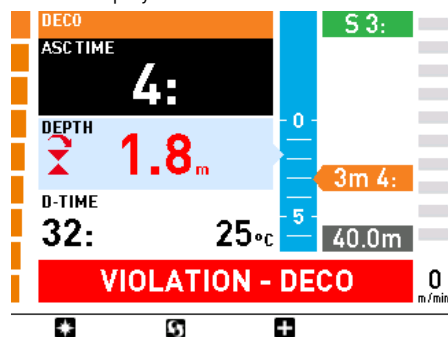 DECO
S 3:
ASC TIME
4:
0
DEPTH
1.8m
3m 4:
D-TIME
5
32:
25°C
40.0m
VIOLATION - DECO
0
m/min